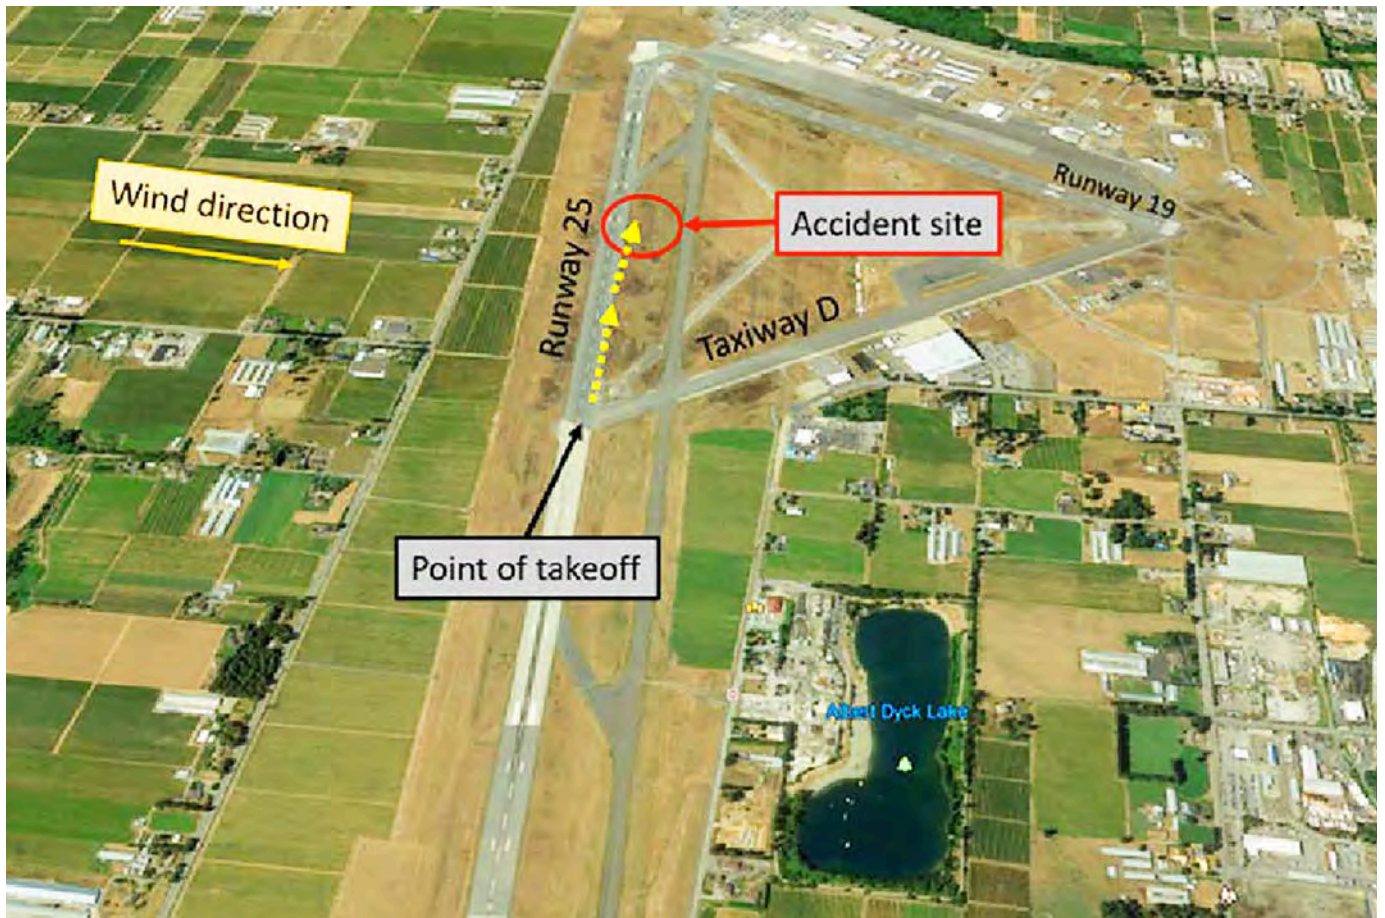 Wind direction
Runway 25
Runway 19
Accident site
Taxiway D
Point of takeoff
Albert Dyck Lake